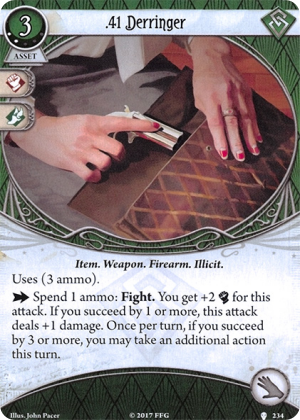 3
.41 Derringer
ASSET
Item. Weapon. Firearm. Illicit.
Uses (3 ammo).
Spend 1 ammo: Fight. You get +2 for this
attack. If you succeed by 1 or more, this attack
deals +1 damage. Once per turn, if you succeed
by 3 or more, you may take an additional action
this turn.
Illus. John Pacer
© 2017 FFG
234